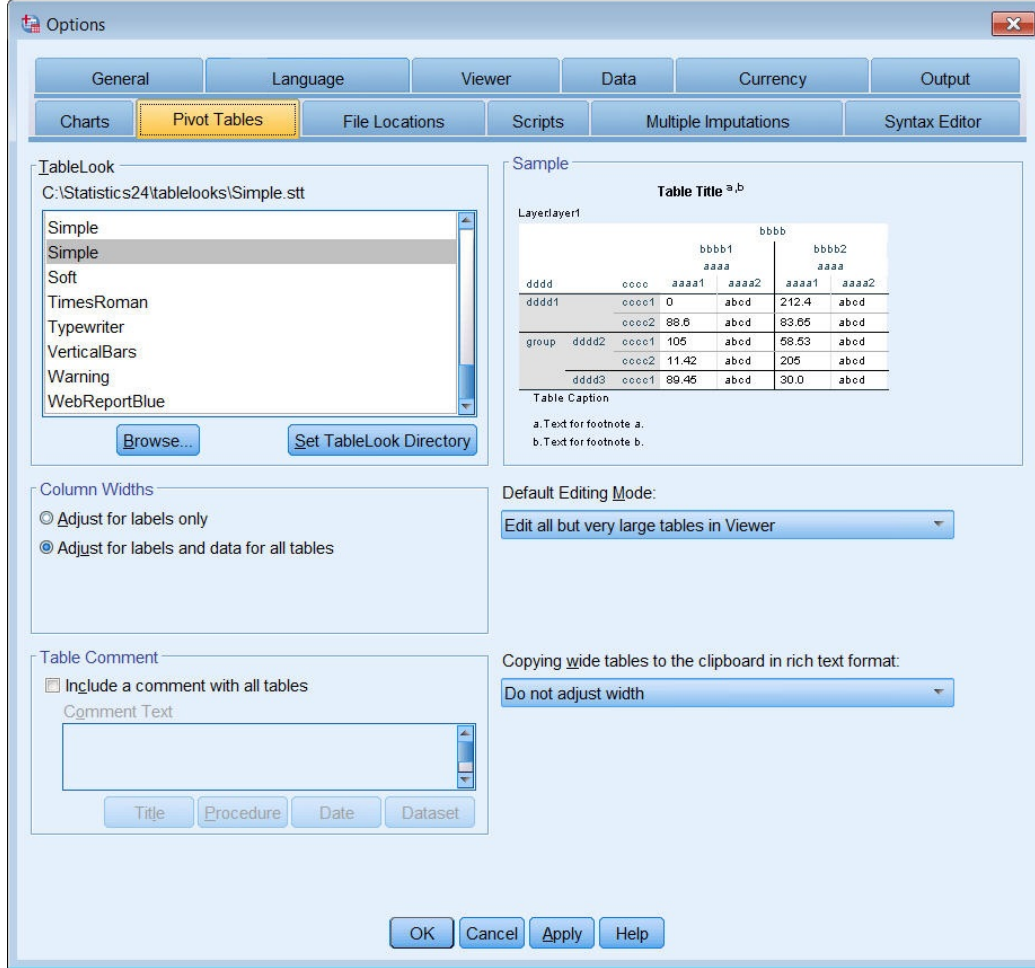 Options
General Language Viewer Data Currency Output
Charts Pivot Tables File Locations Scripts Multiple Imputations Syntax Editor
TableLook
C:\Statistics24\tablelooks\Simple.stt
Simple
Simple
Soft
TimesRoman
Typewriter
VerticalBars
Warning
WebReportBlue
Browse... Set TableLook Directory
Sample
Table Title a,b
Layerlayer1
bbbb
bbbb1 bbbb2
aaaa aaaa
dddd cccc aaaa1 aaaa2 aaaa1 aaaa2
dddd1 cccc1 0 abcd 212.4 abcd
cccc2 88.6 abcd 83.65 abcd
group dddd2 cccc1 105 abcd 58.53 abcd
cccc2 11.42 abcd 205 abcd
dddd3 cccc1 89.45 abcd 30.0 abcd
Table Caption
a.Text for footnote a.
b.Text for footnote b.
Column Widths
Adjust for labels only
Adjust for labels and data for all tables
Default Editing Mode:
Edit all but very large tables in Viewer
Table Comment
Include a comment with all tables
Comment Text
Title Procedure Date Dataset
Copying wide tables to the clipboard in rich text format:
Do not adjust width
OK Cancel Apply Help